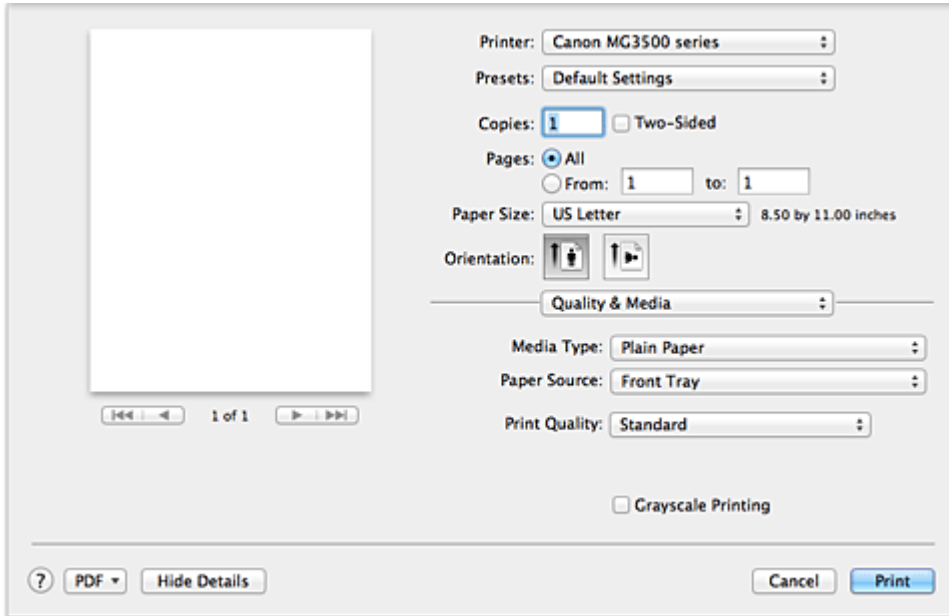 Printer: Canon MG3500 series
Presets: Default Settings
Copies: 1 Two-Sided
Pages: All
From: 1 to: 1
Paper Size: US Letter 8.50 by 11.00 inches
Orientation:
Quality & Media
Media Type: Plain Paper
Paper Source: Front Tray
1 of 1
Print Quality: Standard
Grayscale Printing
? PDF Hide Details Cancel Print